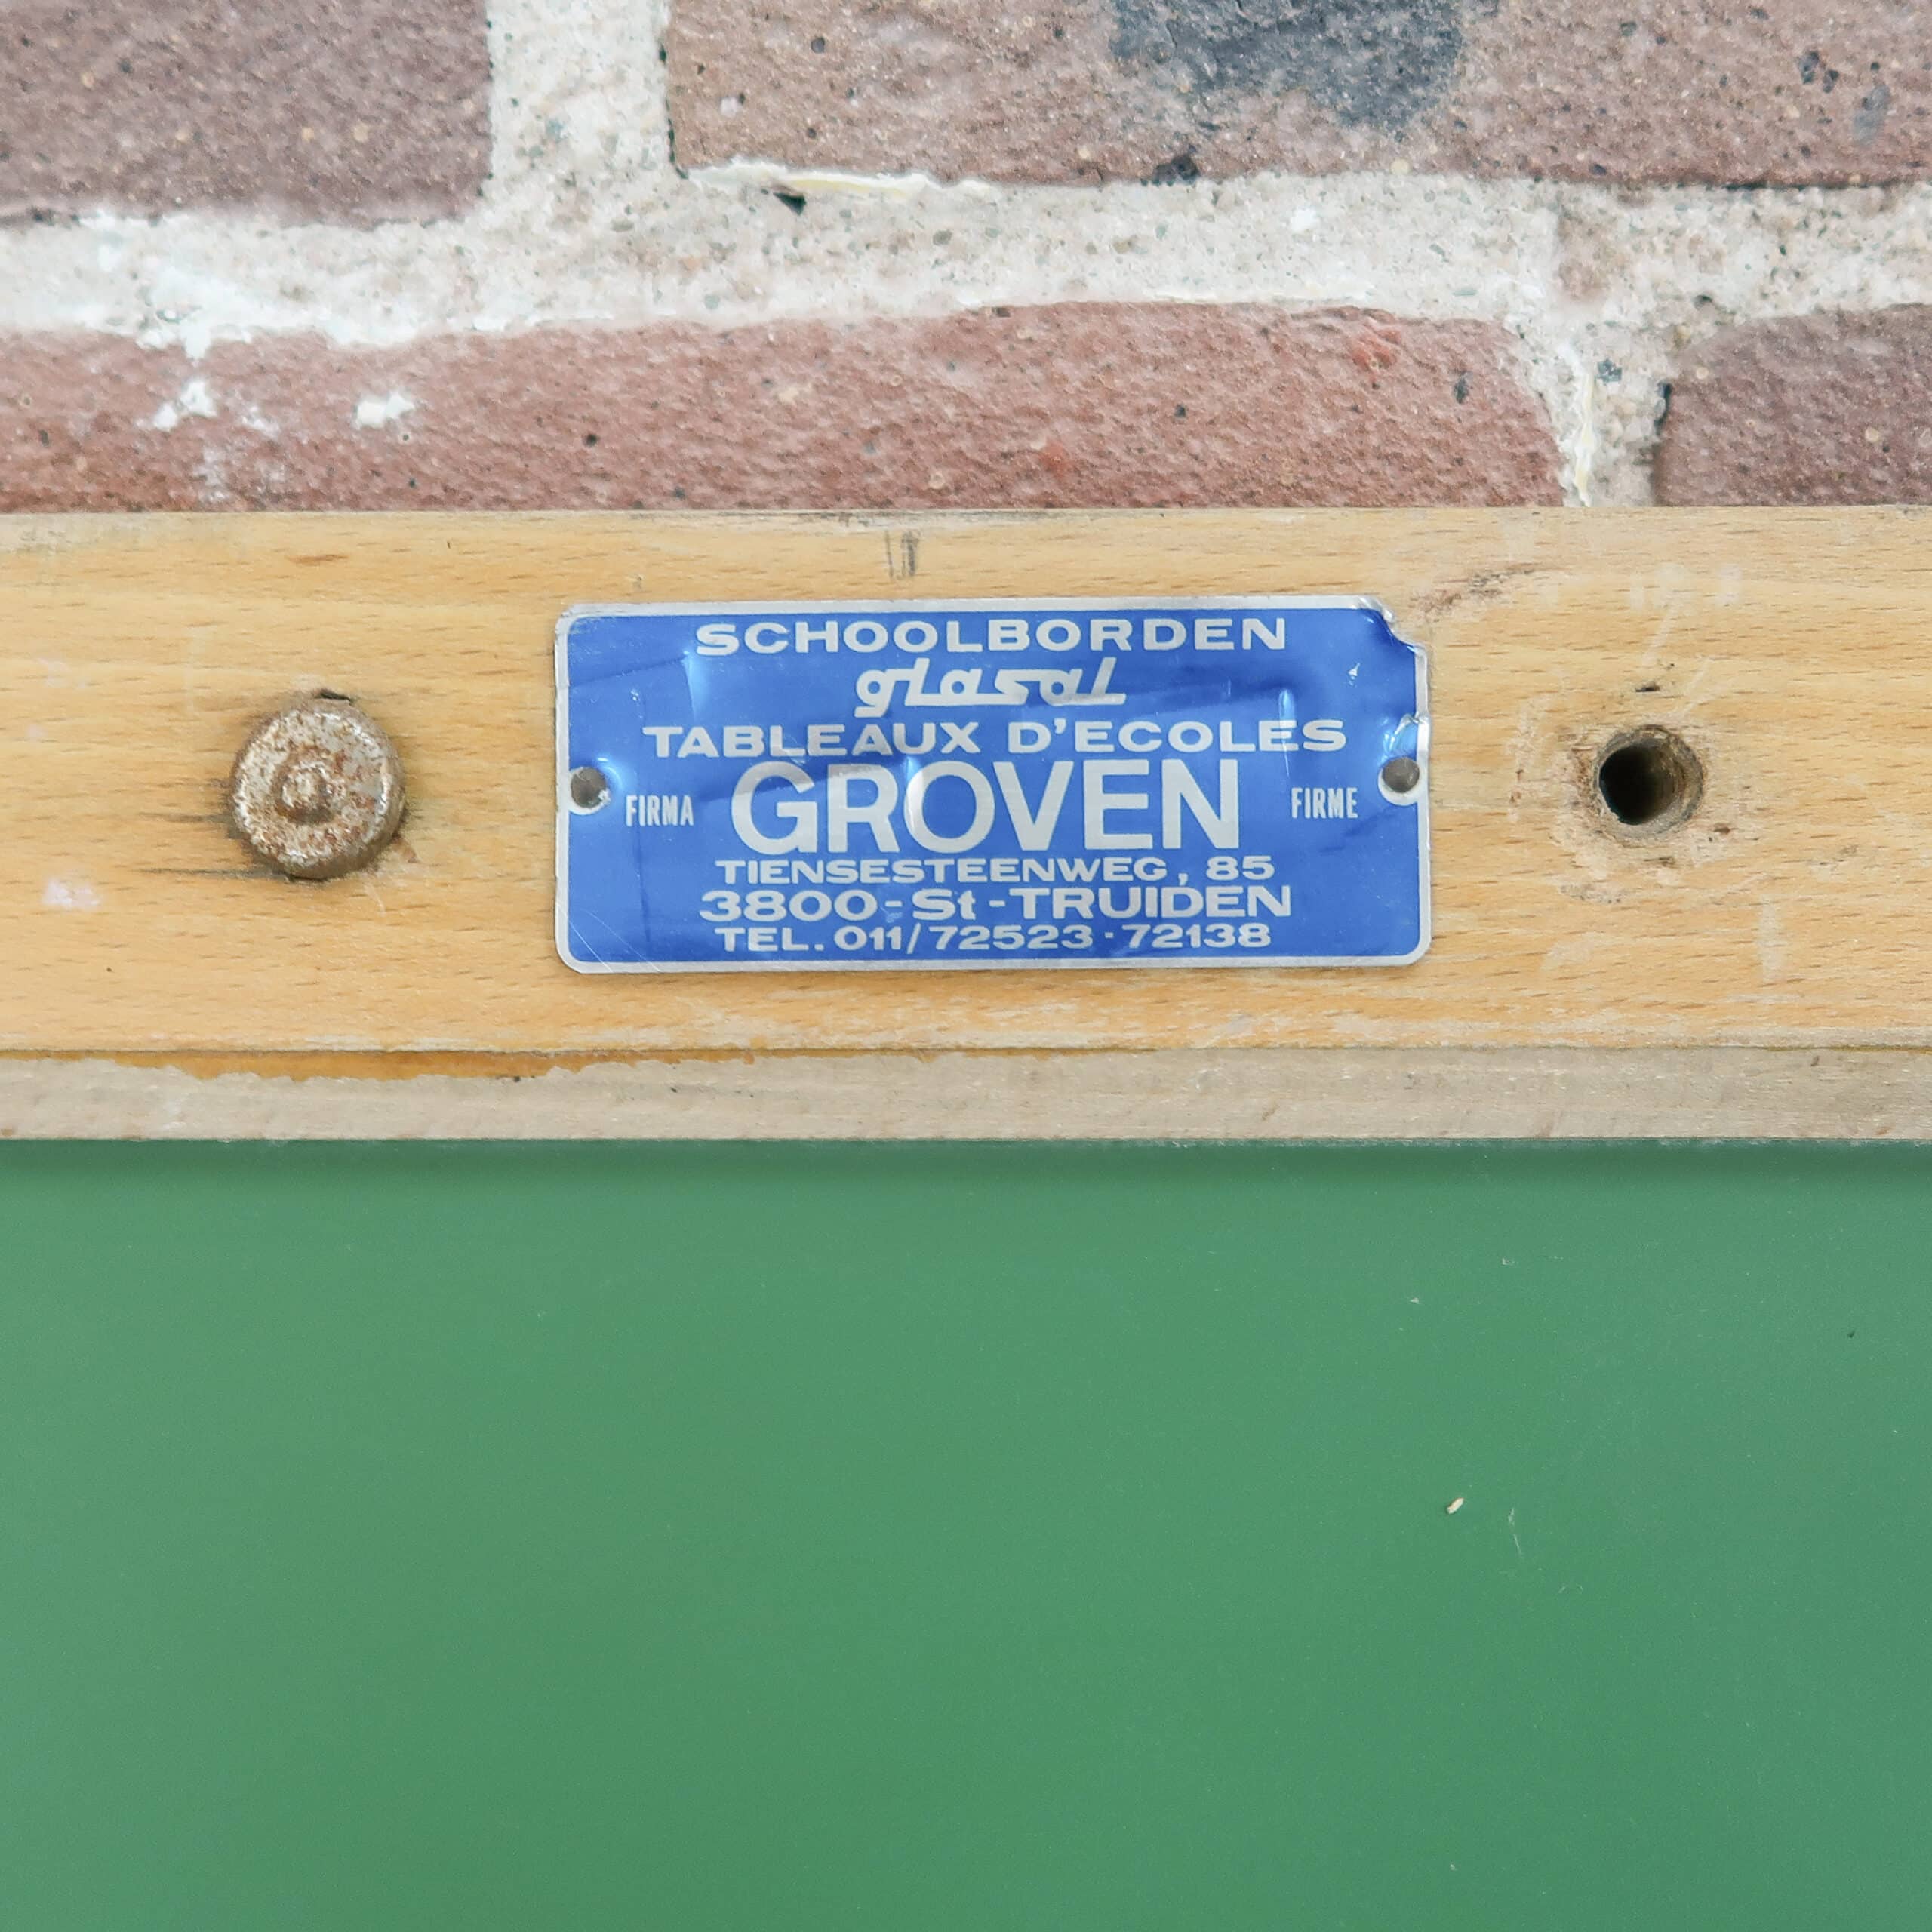 SCHOOLBORDEN
glasal
TABLEAUX D'ECOLES
FIRMA GROVEN FIRME
TIENSESTEENWEG, 85
3800-St-TRUIDEN
TEL. 011/72523-72138